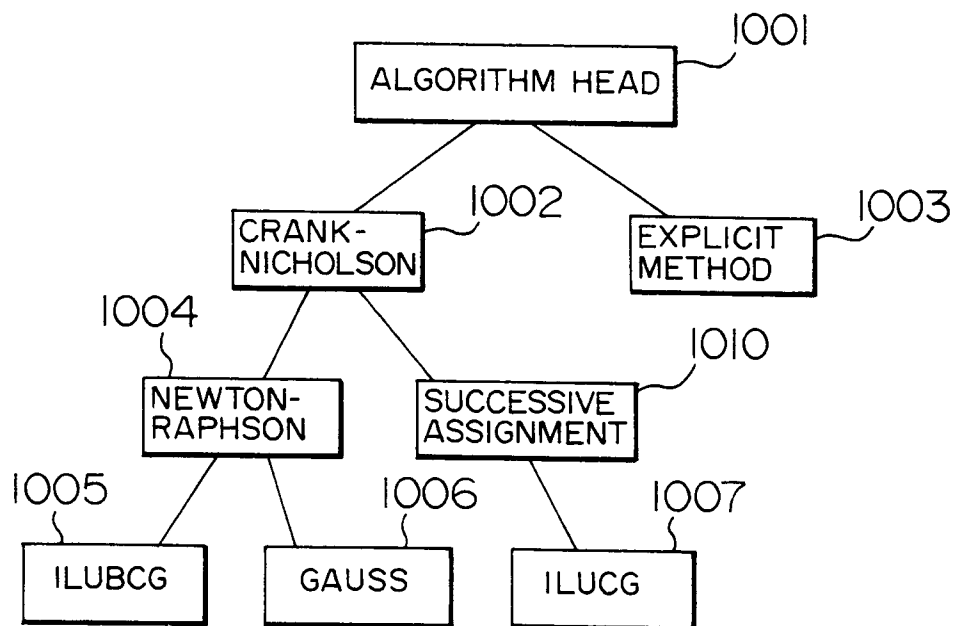 1001
ALGORITHM HEAD
1002
CRANK-
NICHOLSON
1003
EXPLICIT
METHOD
1004
NEWTON-
RAPHSON
1010
SUCCESSIVE
ASSIGNMENT
1005
ILUBCG
1006
GAUSS
1007
ILUCG